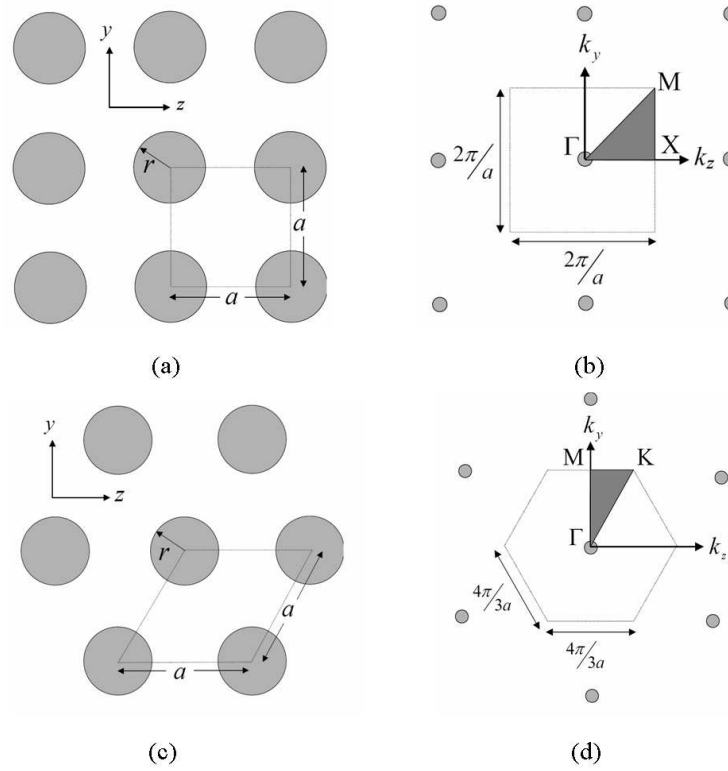 y
z
r
a
a
(a)
k_y
M
Γ
X
k_z
2π/a
2π/a
(b)
y
z
r
a
a
(c)
k_y
M
K
Γ
k_z
4π/3a
4π/3a
(d)